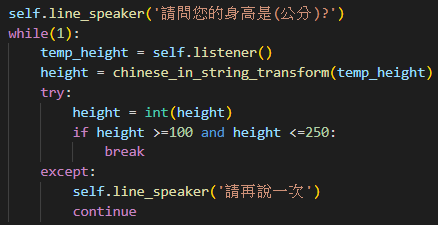 self.line_speaker('請問您的身高是(公分)?')
while(1):
    temp_height = self.listener()
    height = chinese_in_string_transform(temp_height)
    try:
        height = int(height)
        if height >=100 and height <=250:
            break
    except:
        self.line_speaker('請再說一次')
        continue